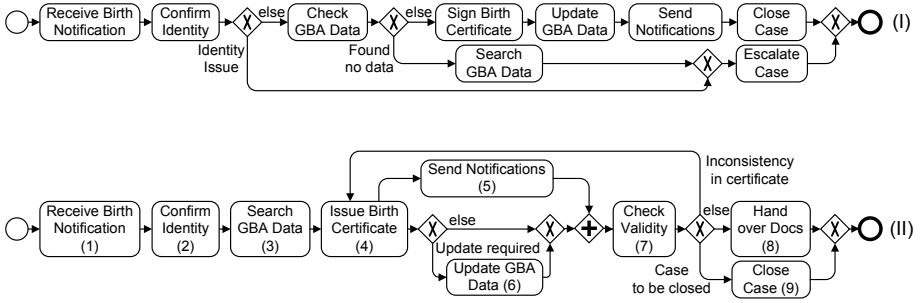 Receive Birth
Notification
Confirm
Identity
else
Identity
Issue
Check
GBA Data
else
Found
no data
Sign Birth
Certificate
Update
GBA Data
Send
Notifications
Close
Case
(I)
Search
GBA Data
Escalate
Case
Receive Birth
Notification
(1)
Confirm
Identity
(2)
Search
GBA Data
(3)
Issue Birth
Certificate
(4)
Send Notifications
(5)
else
Update required
Update GBA
Data (6)
Check
Validity
(7)
Inconsistency
in certificate
else
Case
to be closed
Hand
over Docs
(8)
Close
Case (9)
(II)